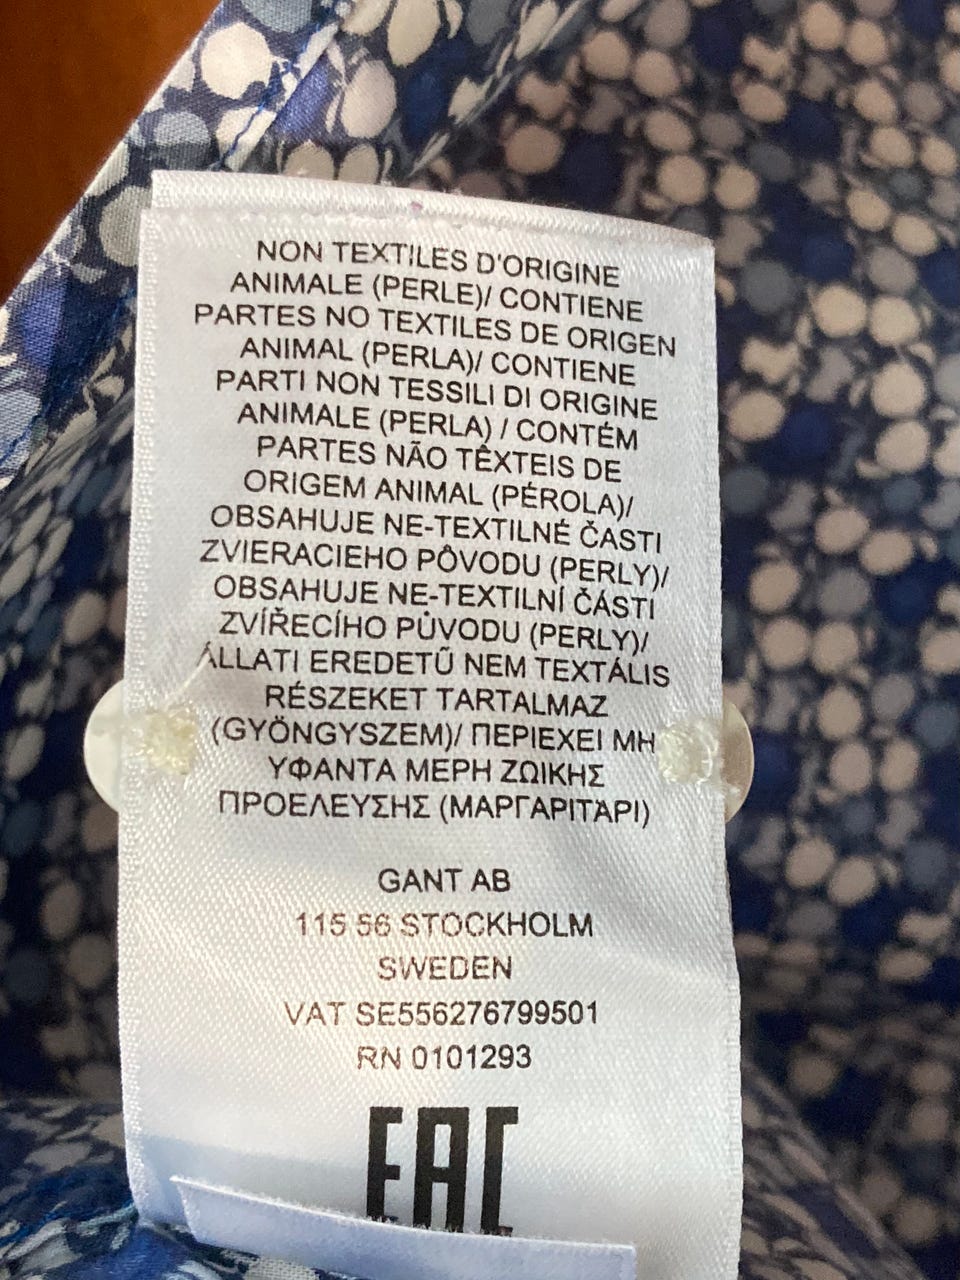 NON TEXTILES D'ORIGINE
ANIMALE (PERLE)/ CONTIENE
PARTES NO TEXTILES DE ORIGEN
ANIMAL (PERLA)/ CONTIENE
PARTI NON TESSILI DI ORIGINE
ANIMALE (PERLA) / CONTÉM
PARTES NÃO TÊXTEIS DE
ORIGEM ANIMAL (PÉROLA)/
OBSAHUJE NE-TEXTILNÉ ČASTI
ZVIERACIEHO PÔVODU (PERLY)/
OBSAHUJE NE-TEXTILNÍ ČÁSTI
ZVÍŘECÍHO PŮVODU (PERLY)/
ÁLLATI EREDETŰ NEM TEXTÁLIS
RÉSZEKET TARTALMAZ
(GYÖNGYSZEM)/ ΠΕΡΙΕΧΕΙ ΜΗ
ΥΦΑΝΤΑ ΜΕΡΗ ΖΩΙΚΗΣ
ΠΡΟΕΛΕΥΣΗΣ (ΜΑΡΓΑΡΙΤΑΡΙ)
GANT AB
115 56 STOCKHOLM
SWEDEN
VAT SE556276799501
RN 0101293
EAC